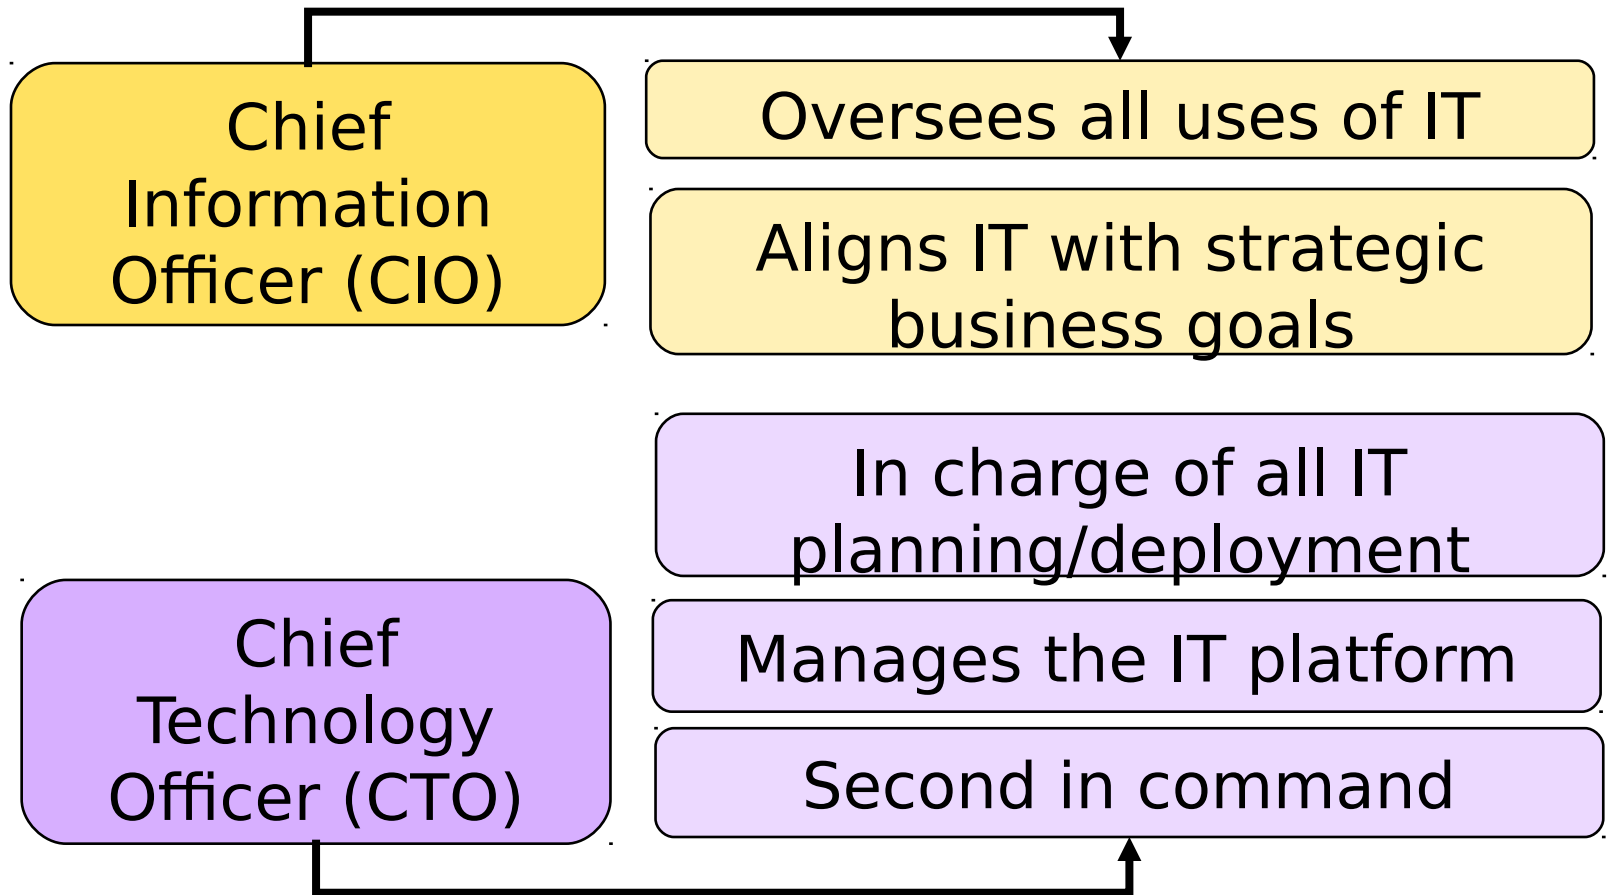 Chief
Information
Officer (CIO)
Oversees all uses of IT
Aligns IT with strategic
business goals
In charge of all IT
planning/deployment
Chief
Technology
Officer (CTO)
Manages the IT platform
Second in command